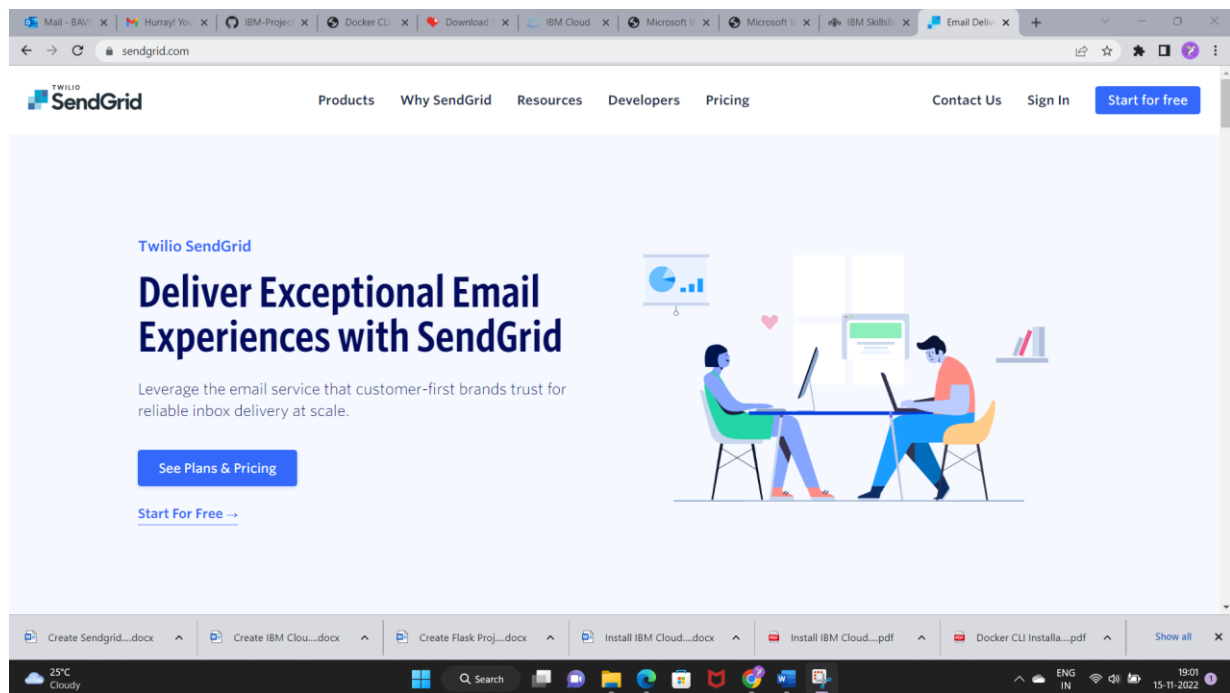 Mail - BAVI
Hurray! You
IBM-Project
Docker CLI
Download
IBM Cloud
Microsoft V
Microsoft V
IBM SkillsB
Email Deliv
sendgrid.com
TWILIO
SendGrid
Products Why SendGrid Resources Developers Pricing Contact Us Sign In Start for free
Twilio SendGrid
Deliver Exceptional Email
Experiences with SendGrid
Leverage the email service that customer-first brands trust for
reliable inbox delivery at scale.
See Plans & Pricing
Start For Free →
Create Sendgrid....docx Create IBM Clou....docx Create Flask Proj....docx Install IBM Cloud....docx Install IBM Cloud....pdf Docker CLI Installa....pdf Show all
25°C
Cloudy
Search
ENG
IN
19:01
15-11-2022
1